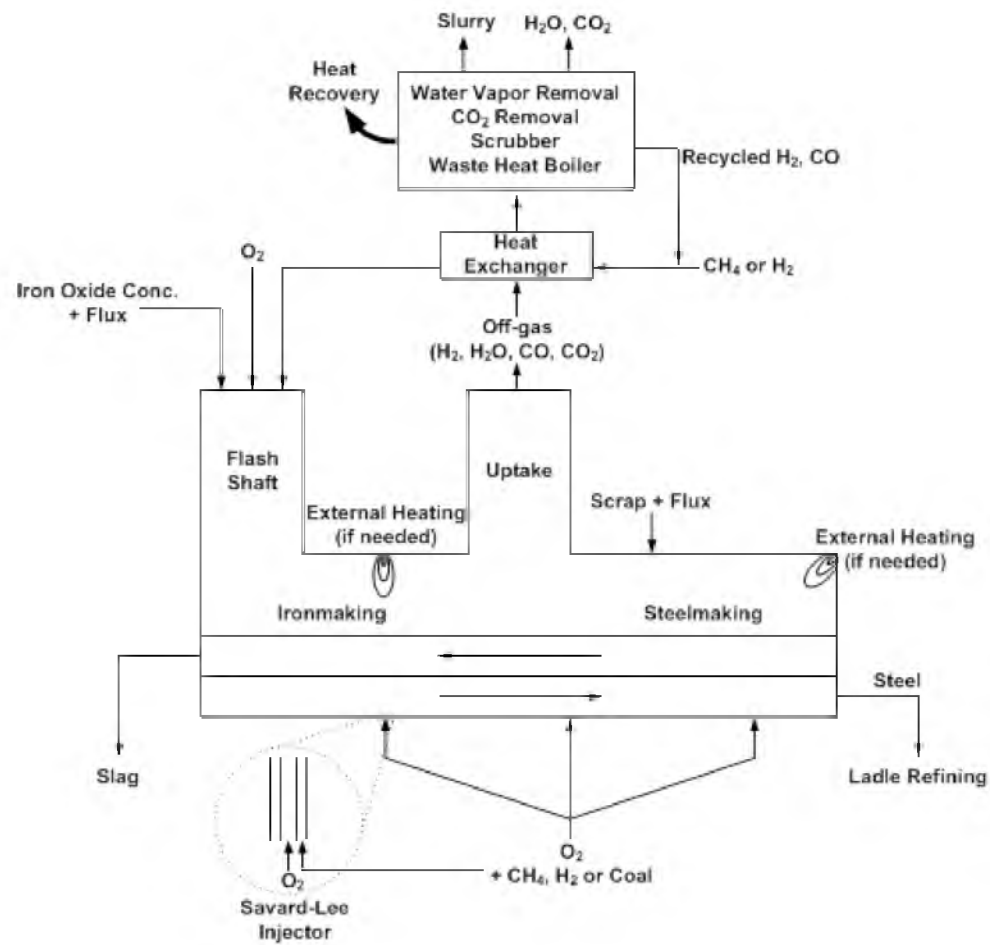 Slurry
H₂O, CO₂
Heat
Recovery
Water Vapor Removal
CO₂ Removal
Scrubber
Waste Heat Boiler
Recycled H₂, CO
O₂
Heat
Exchanger
CH₄ or H₂
Iron Oxide Conc.
+ Flux
Off-gas
(H₂, H₂O, CO, CO₂)
Flash
Shaft
Uptake
External Heating
(if needed)
Scrap + Flux
External Heating
(if needed)
Ironmaking
Steelmaking
Steel
Slag
Ladle Refining
O₂
+ CH₄, H₂ or Coal
O₂
Savard-Lee
Injector